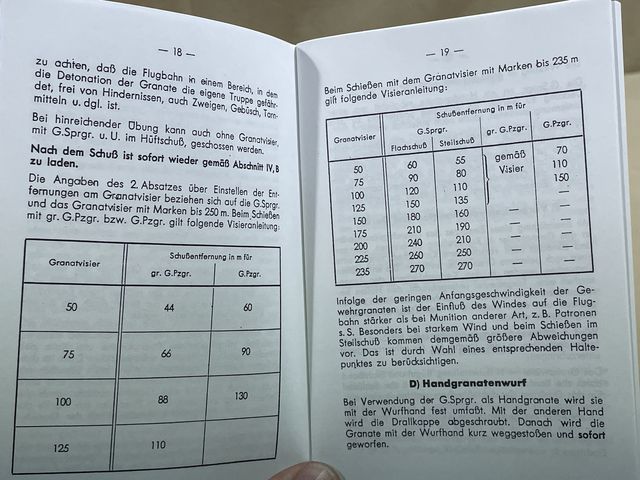 — 18 —
zu achten, daß die Flugbahn in einem Bereich, in dem
die Detonation der Granate die eigene Truppe gefähr-
det, frei von Hindernissen, auch Zweigen, Gebüsch, Torn-
mitteln u. dgl. ist.
Bei hinreichender Übung kann auch ohne Granatvisier,
mit G.Sprgr. u. U. im Hüftschuß, geschossen werden.
Nach dem Schuß ist sofort wieder gemäß Abschnitt IV, B
zu laden.
Die Angaben des 2. Absatzes über Einstellen der Ent-
fernungen am Granatvisier beziehen sich auf die G.Sprgr.
und das Granatvisier mit Marken bis 250 m. Beim Schießen
mit gr. G.Pzgr. bzw. G.Pzgr. gilt folgende Visieranleitung:
Granatvisier Schußentfernung in m für
gr. G.Pzgr. G.Pzgr.
50 44 60
75 66 90
100 88 130
125 110
— 19 —
Beim Schießen mit dem Granatvisier mit Marken bis 235 m
gilt folgende Visieranleitung:
Granatvisier Schußentfernung in m für
G.Sprgr. gr. G.Pzgr. G.Pzgr.
Flachschuß Steilschuß
50 60 55 gemäß Visier 70
75 90 80 110
100 120 110 150
125 150 135 —
150 180 160 — —
175 210 190 — —
200 240 210 — —
225 260 250 — —
235 270 270 — —
Infolge der geringen Anfangsgeschwindigkeit der Ge-
wehrgranaten ist der Einfluß des Windes auf die Flug-
bahn stärker als bei Munition anderer Art, z. B. Patronen
s. S. Besonders bei starkem Wind und beim Schießen im
Steilschuß kommen demgemäß größere Abweichungen
vor. Das ist durch Wahl eines entsprechenden Halte-
punktes zu berücksichtigen.
D) Handgranatenwurf
Bei Verwendung der G.Sprgr. als Handgranate wird sie
mit der Wurfhand fest umfaßt. Mit der anderen Hand
wird die Drallkappe abgeschraubt. Danach wird die
Granate mit der Wurfhand kurz weggestoßen und sofort
geworfen.